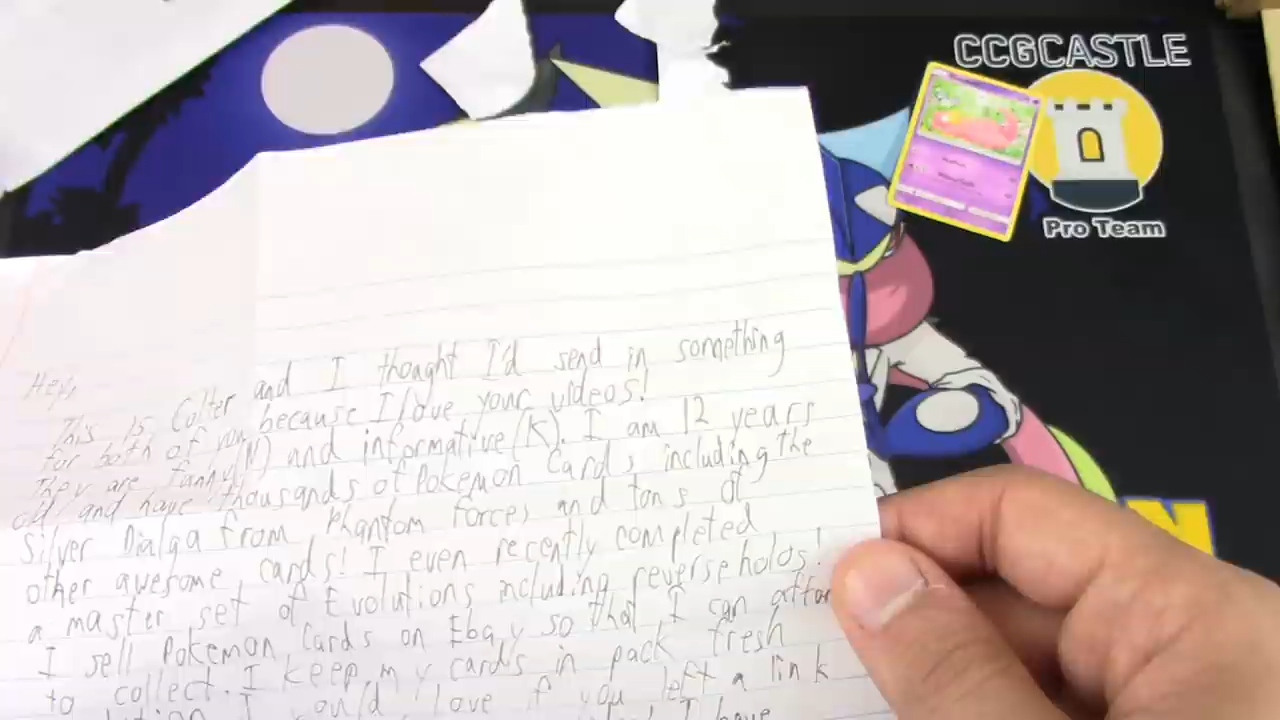 CCGCASTLE
Pro Team
Hey,
This is Colter and I thought I'd send in something
for both of you because I love your videos!
They are funny(N) and informative(K). I am 12 years
old and have thousands of Pokemon Cards including the
Silver Dialga from Phantom forces and tons of
other awesome cards! I even recently completed
a master set of Evolutions including reverse holos!
I sell Pokemon Cards on Ebay so that I can affor
to collect. I keep my cards in pack fresh
I would love if you left a link
I have